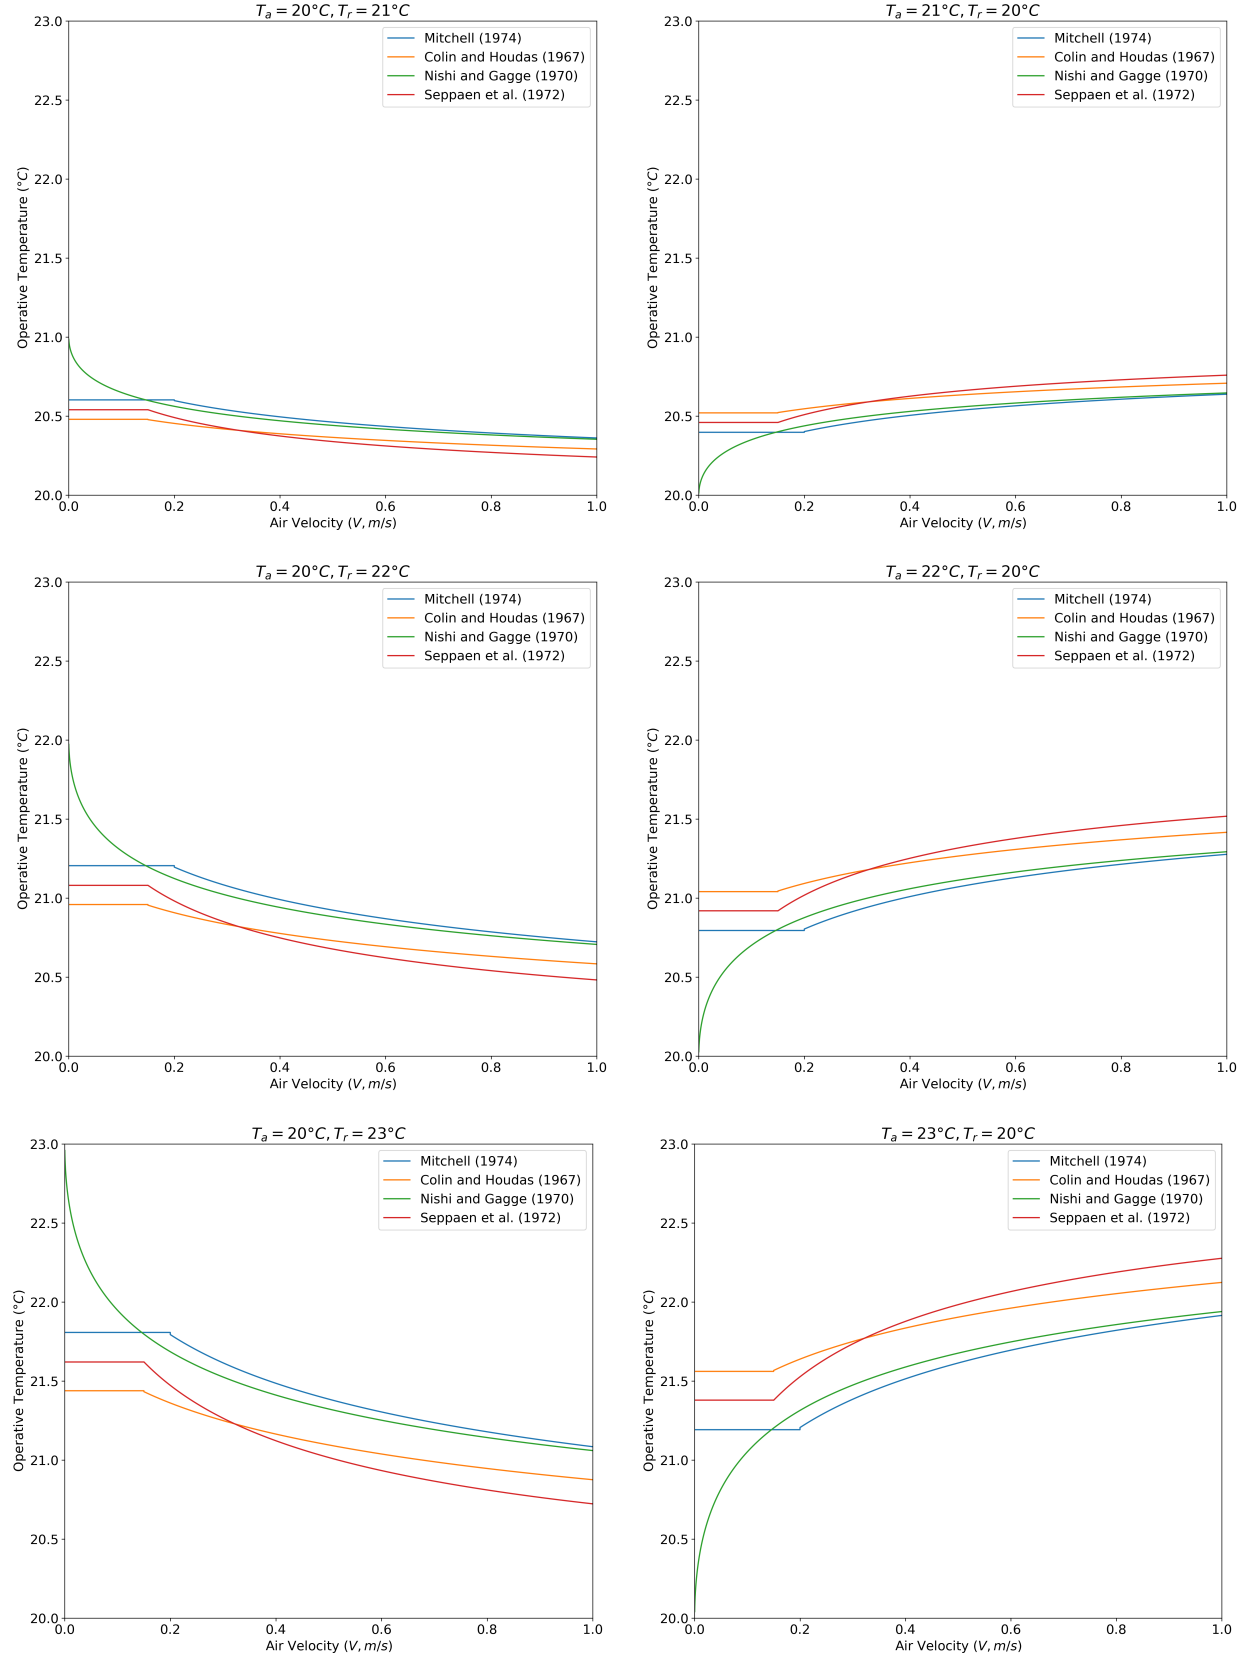 T_a = 20°C, T_r = 21°C
23.0
22.5
22.0
21.5
21.0
20.5
20.0
Operative Temperature (°C)
Mitchell (1974)
Colin and Houdas (1967)
Nishi and Gagge (1970)
Seppaen et al. (1972)
0.0 0.2 0.4 0.6 0.8 1.0
Air Velocity (V, m/s)
T_a = 21°C, T_r = 20°C
23.0
22.5
22.0
21.5
21.0
20.5
20.0
Operative Temperature (°C)
Mitchell (1974)
Colin and Houdas (1967)
Nishi and Gagge (1970)
Seppaen et al. (1972)
0.0 0.2 0.4 0.6 0.8 1.0
Air Velocity (V, m/s)
T_a = 20°C, T_r = 22°C
23.0
22.5
22.0
21.5
21.0
20.5
20.0
Operative Temperature (°C)
Mitchell (1974)
Colin and Houdas (1967)
Nishi and Gagge (1970)
Seppaen et al. (1972)
0.0 0.2 0.4 0.6 0.8 1.0
Air Velocity (V, m/s)
T_a = 22°C, T_r = 20°C
23.0
22.5
22.0
21.5
21.0
20.5
20.0
Operative Temperature (°C)
Mitchell (1974)
Colin and Houdas (1967)
Nishi and Gagge (1970)
Seppaen et al. (1972)
0.0 0.2 0.4 0.6 0.8 1.0
Air Velocity (V, m/s)
T_a = 20°C, T_r = 23°C
23.0
22.5
22.0
21.5
21.0
20.5
20.0
Operative Temperature (°C)
Mitchell (1974)
Colin and Houdas (1967)
Nishi and Gagge (1970)
Seppaen et al. (1972)
0.0 0.2 0.4 0.6 0.8 1.0
Air Velocity (V, m/s)
T_a = 23°C, T_r = 20°C
23.0
22.5
22.0
21.5
21.0
20.5
20.0
Operative Temperature (°C)
Mitchell (1974)
Colin and Houdas (1967)
Nishi and Gagge (1970)
Seppaen et al. (1972)
0.0 0.2 0.4 0.6 0.8 1.0
Air Velocity (V, m/s)